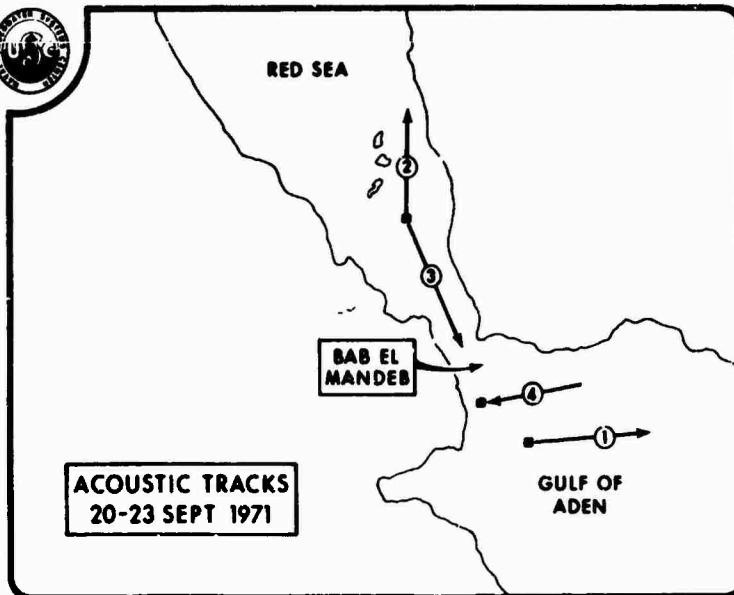 RED SEA
2
3
BAB EL
MANDEB
4
1
ACOUSTIC TRACKS
20-23 SEPT 1971
GULF OF
ADEN